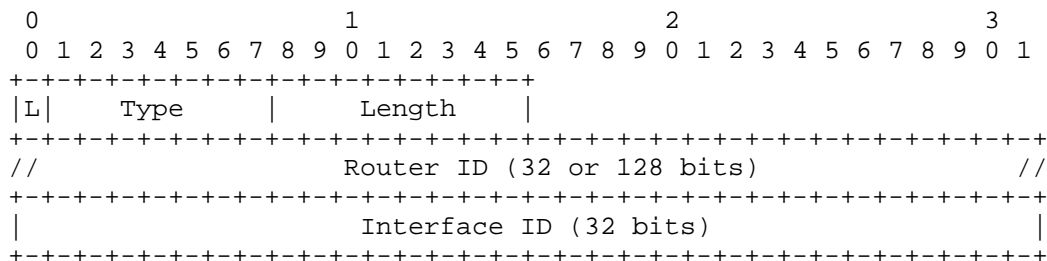 0                   1                   2                   3
 0 1 2 3 4 5 6 7 8 9 0 1 2 3 4 5 6 7 8 9 0 1 2 3 4 5 6 7 8 9 0 1
+-+-+-+-+-+-+-+-+-+-+-+-+-+-+-+-+
|L|    Type     |     Length    |
+-+-+-+-+-+-+-+-+-+-+-+-+-+-+-+-+-+-+-+-+-+-+-+-+-+-+-+-+-+-+-+-+
//                   Router ID (32 or 128 bits)                //
+-+-+-+-+-+-+-+-+-+-+-+-+-+-+-+-+-+-+-+-+-+-+-+-+-+-+-+-+-+-+-+-+
|                     Interface ID (32 bits)                    |
+-+-+-+-+-+-+-+-+-+-+-+-+-+-+-+-+-+-+-+-+-+-+-+-+-+-+-+-+-+-+-+-+